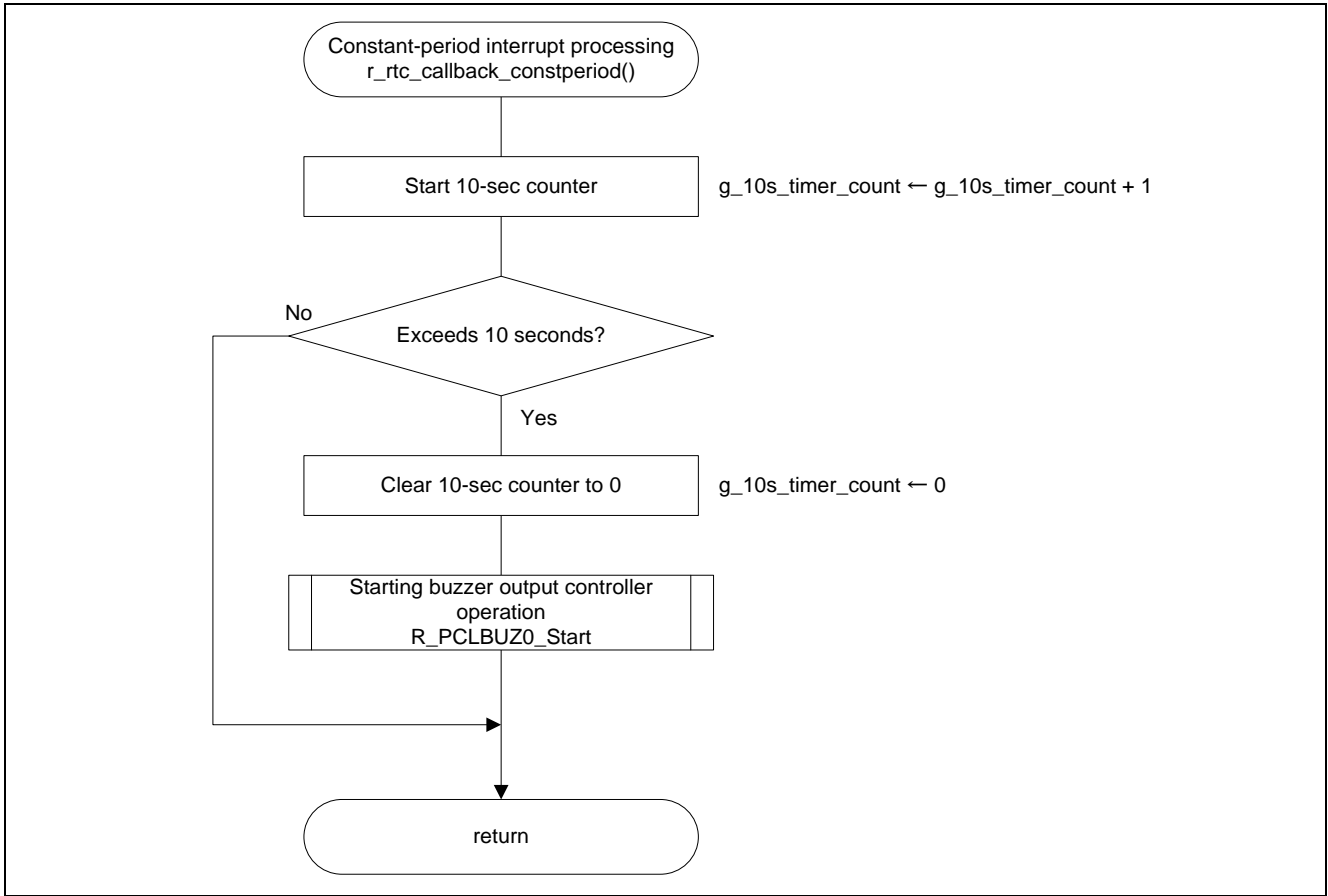 Constant-period interrupt processing
r_rtc_callback_constperiod()
Start 10-sec counter
g_10s_timer_count ← g_10s_timer_count + 1
No
Exceeds 10 seconds?
Yes
Clear 10-sec counter to 0
g_10s_timer_count ← 0
Starting buzzer output controller
operation
R_PCLBUZ0_Start
return